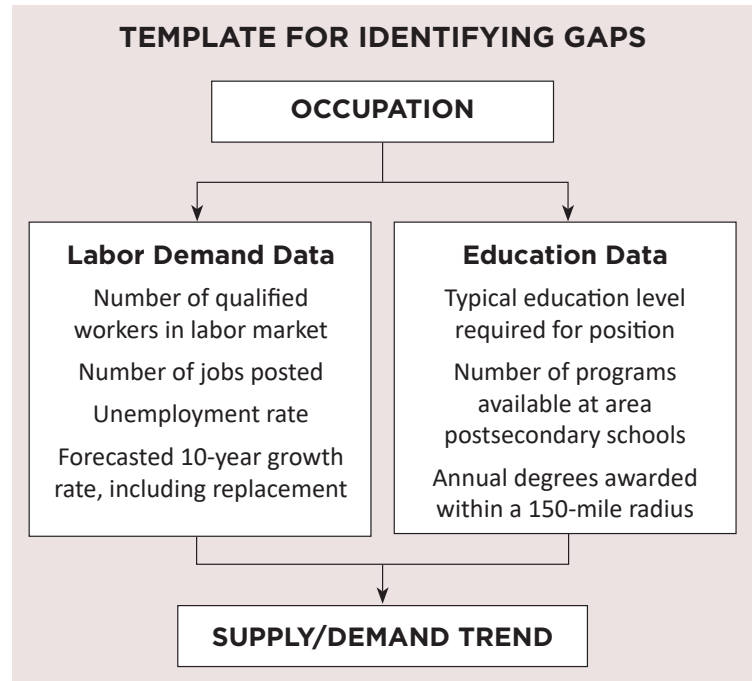 TEMPLATE FOR IDENTIFYING GAPS
OCCUPATION
Labor Demand Data
Number of qualified
workers in labor market
Number of jobs posted
Unemployment rate
Forecasted 10-year growth
rate, including replacement
Education Data
Typical education level
required for position
Number of programs
available at area
postsecondary schools
Annual degrees awarded
within a 150-mile radius
SUPPLY/DEMAND TREND